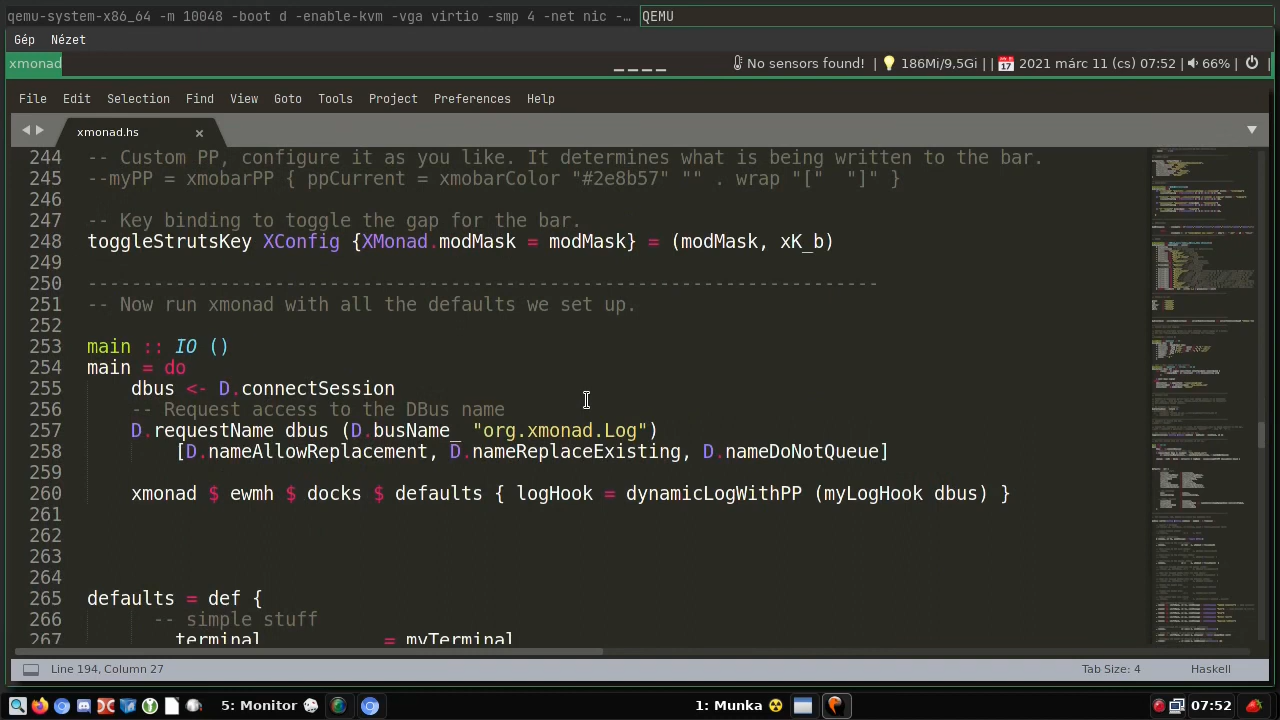 qemu-system-x86_64 -m 10048 -boot d -enable-kvm -vga virtio -smp 4 -net nic -…
QEMU
Gép Nézet
xmonad
No sensors found! | 186Mi/9,5Gi | | 2021 márc 11 (cs) 07:52 | 66% | |
File Edit Selection Find View Goto Tools Project Preferences Help
xmonad.hs
244 -- Custom PP, configure it as you like. It determines what is being written to the bar.
245 --myPP = xmobarPP { ppCurrent = xmobarColor "#2e8b57" "" . wrap "[" "]" }
246
247 -- Key binding to toggle the gap for the bar.
248 toggleStrutsKey XConfig {XMonad.modMask = modMask} = (modMask, xK_b)
249
250 ------------------------------------------------------------------------
251 -- Now run xmonad with all the defaults we set up.
252
253 main :: IO ()
254 main = do
255 dbus <- D.connectSession
256 -- Request access to the DBus name
257 D.requestName dbus (D.busName_ "org.xmonad.Log")
258 [D.nameAllowReplacement, D.nameReplaceExisting, D.nameDoNotQueue]
259
260 xmonad $ ewmh $ docks $ defaults { logHook = dynamicLogWithPP (myLogHook dbus) }
261
262
263
264
265 defaults = def {
266 -- simple stuff
267 terminal = myTerminal
Line 194, Column 27
Tab Size: 4
Haskell
5: Monitor
1: Munka
07:52